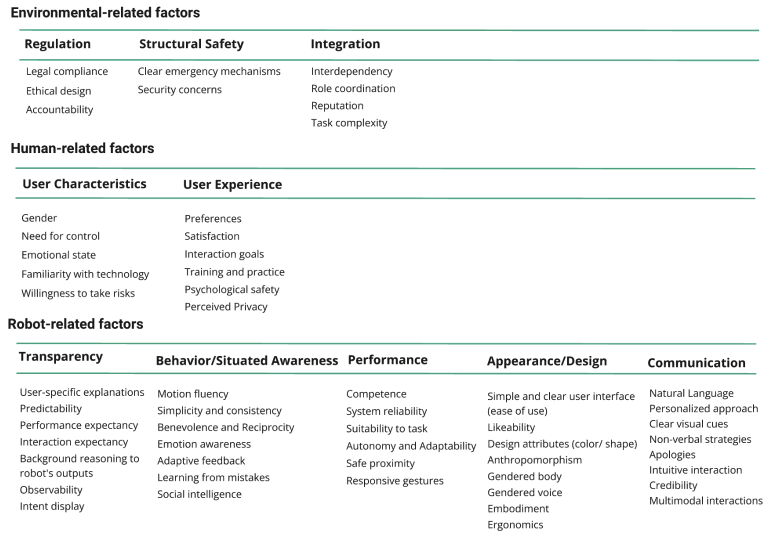 Environmental-related factors
Regulation
Structural Safety
Integration
Legal compliance
Ethical design
Accountability
Clear emergency mechanisms
Security concerns
Interdependency
Role coordination
Reputation
Task complexity
Human-related factors
User Characteristics
User Experience
Gender
Need for control
Emotional state
Familiarity with technology
Willingness to take risks
Preferences
Satisfaction
Interaction goals
Training and practice
Psychological safety
Perceived Privacy
Robot-related factors
Transparency
Behavior/Situated Awareness
Performance
Appearance/Design
Communication
User-specific explanations
Predictability
Performance expectancy
Interaction expectancy
Background reasoning to
robot's outputs
Observability
Intent display
Motion fluency
Simplicity and consistency
Benevolence and Reciprocity
Emotion awareness
Adaptive feedback
Learning from mistakes
Social intelligence
Competence
System reliability
Suitability to task
Autonomy and Adaptability
Safe proximity
Responsive gestures
Simple and clear user interface
(ease of use)
Likeability
Design attributes (color/ shape)
Anthropomorphism
Gendered body
Gendered voice
Embodiment
Ergonomics
Natural Language
Personalized approach
Clear visual cues
Non-verbal strategies
Apologies
Intuitive interaction
Credibility
Multimodal interactions